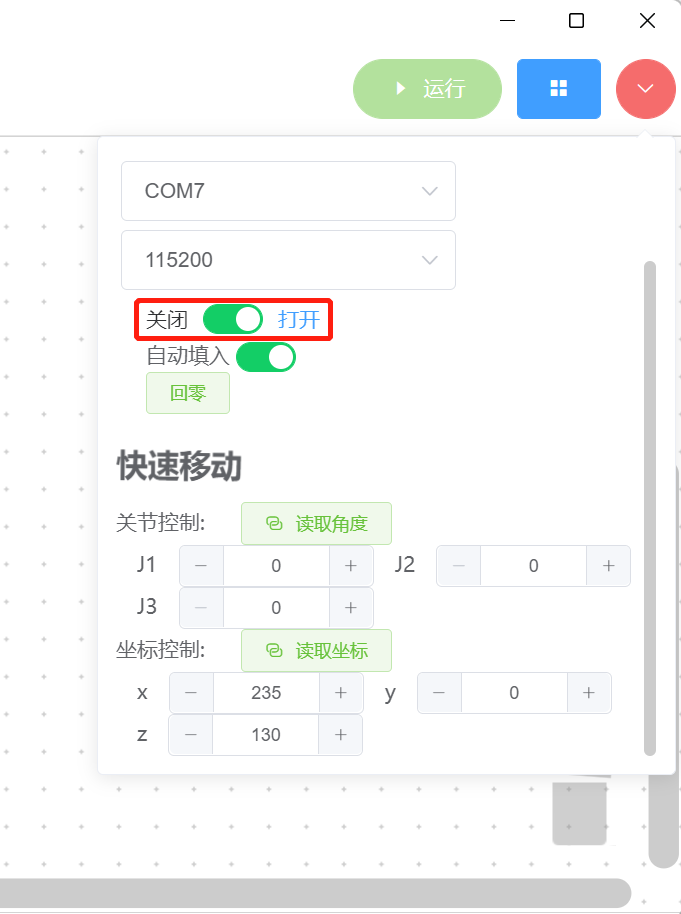 运行
COM7
115200
关闭 打开
自动填入
回零
快速移动
关节控制: 读取角度
J1 − 0 + J2 − 0 +
J3 − 0 +
坐标控制: 读取坐标
x − 235 + y − 0 +
z − 130 +